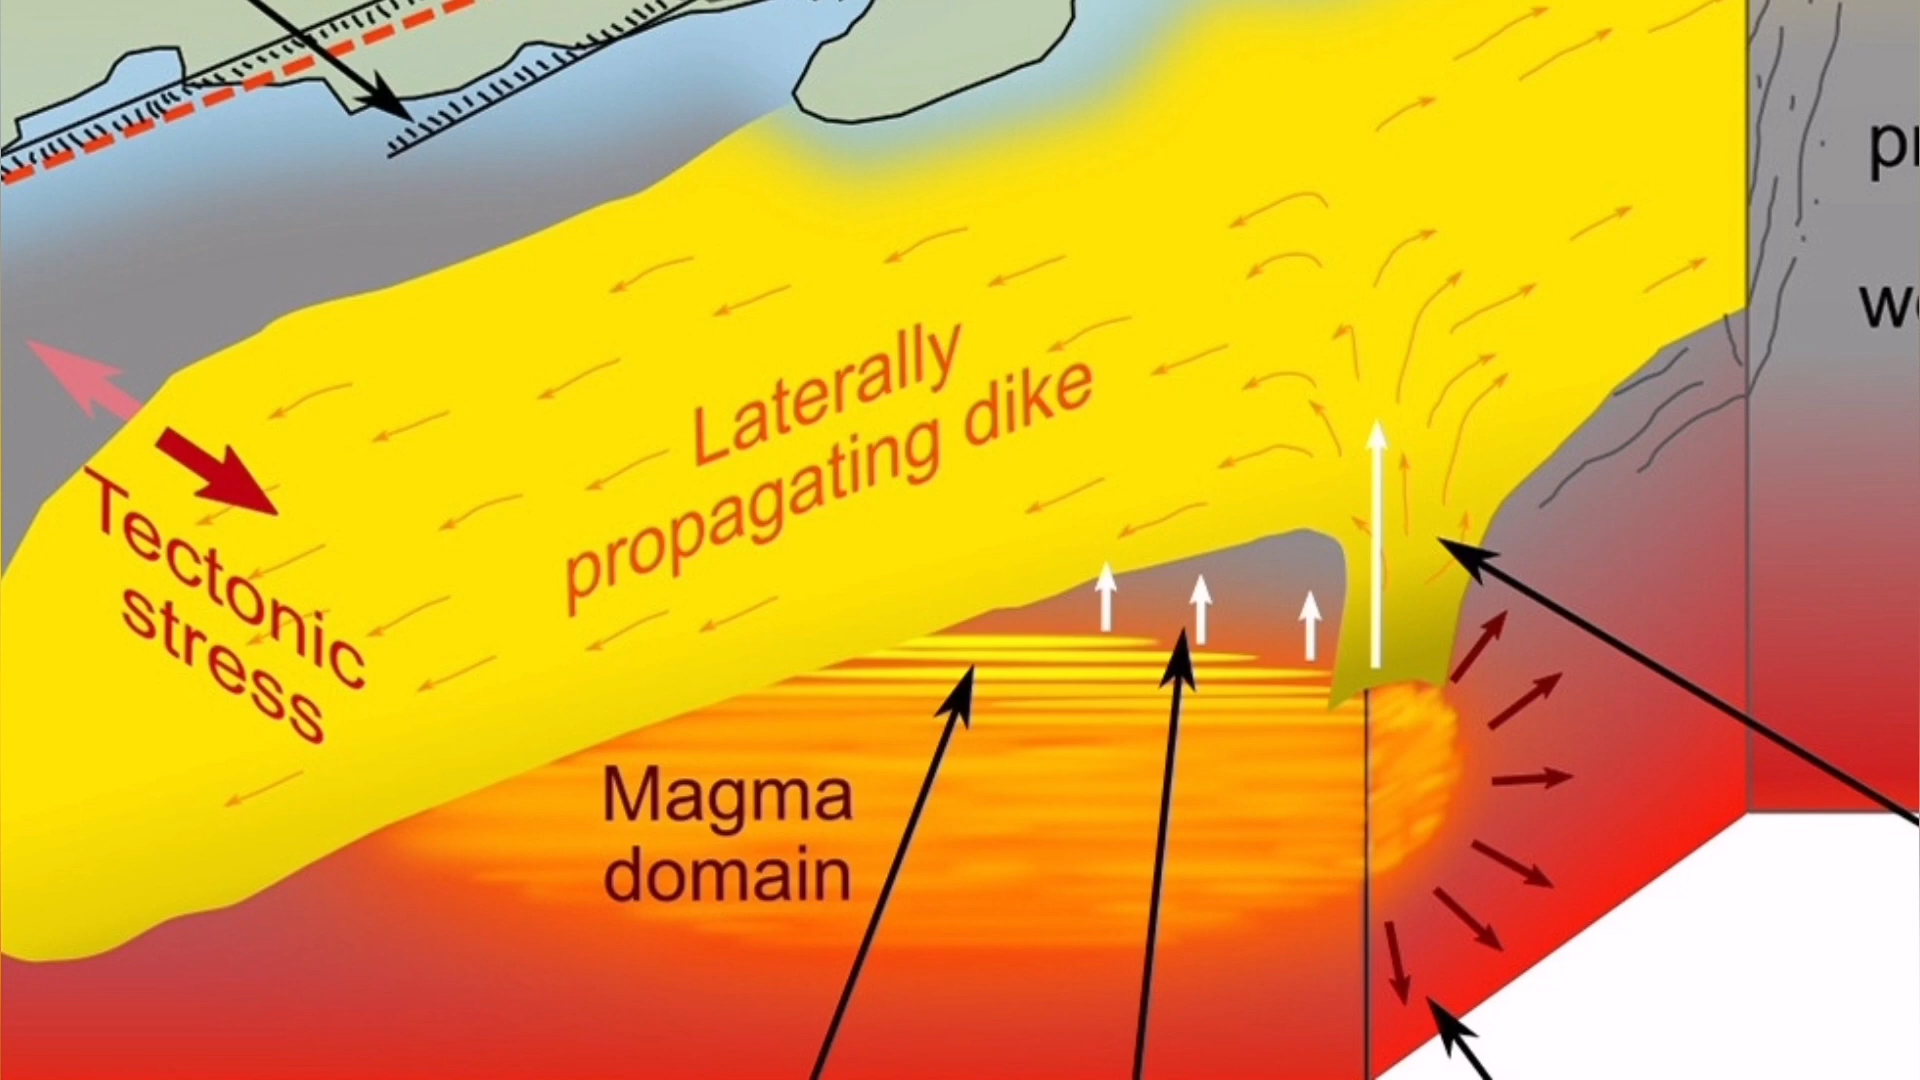 Laterally
propagating dike
Tectonic
stress
Magma
domain